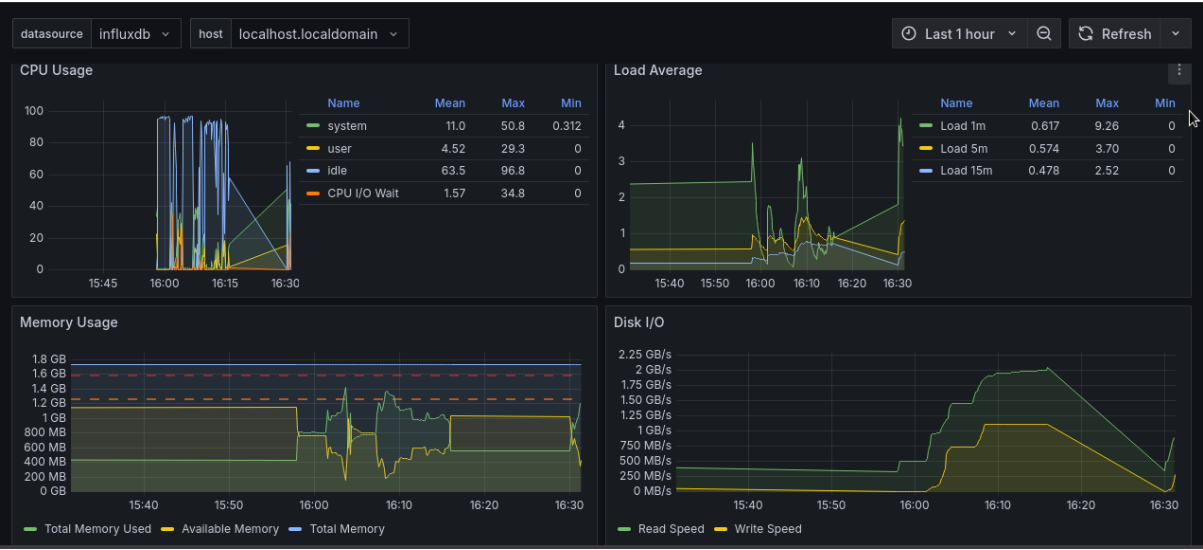 datasource influxdb host localhost.localdomain Last 1 hour Refresh
CPU Usage
Name Mean Max Min
system 11.0 50.8 0.312
user 4.52 29.3 0
idle 63.5 96.8 0
CPU I/O Wait 1.57 34.8 0
100
80
60
40
20
0
15:45 16:00 16:15 16:30
Load Average
Name Mean Max Min
Load 1m 0.617 9.26 0
Load 5m 0.574 3.70 0
Load 15m 0.478 2.52 0
4
3
2
1
0
15:40 15:50 16:00 16:10 16:20 16:30
Memory Usage
1.8 GB
1.6 GB
1.4 GB
1.2 GB
1 GB
800 MB
600 MB
400 MB
200 MB
0 GB
15:40 15:50 16:00 16:10 16:20 16:30
Total Memory Used Available Memory Total Memory
Disk I/O
2.25 GB/s
2 GB/s
1.75 GB/s
1.50 GB/s
1.25 GB/s
1 GB/s
750 MB/s
500 MB/s
250 MB/s
0 MB/s
15:40 15:50 16:00 16:10 16:20 16:30
Read Speed Write Speed